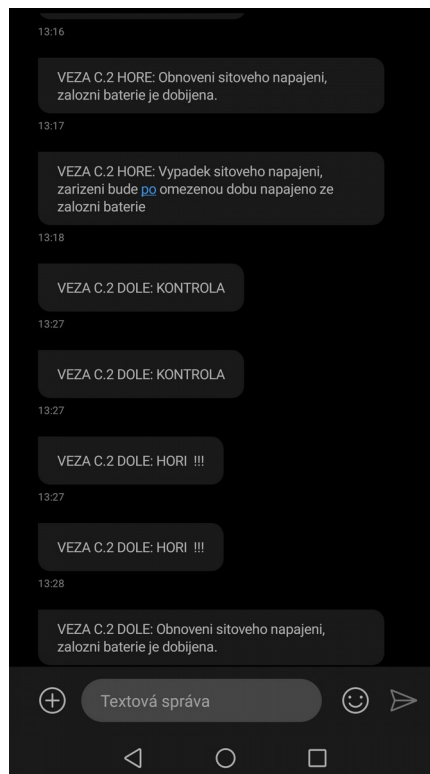 13:16
VEZA C.2 HORE: Obnoveni sitoveho napajeni,
zalozni baterie je dobijena.
13:17
VEZA C.2 HORE: Vypadek sitoveho napajeni,
zarizeni bude po omezenou dobu napajeno ze
zalozni baterie
13:18
VEZA C.2 DOLE: KONTROLA
13:27
VEZA C.2 DOLE: KONTROLA
13:27
VEZA C.2 DOLE: HORI  !!!
13:27
VEZA C.2 DOLE: HORI  !!!
13:28
VEZA C.2 DOLE: Obnoveni sitoveho napajeni,
zalozni baterie je dobijena.
Textová správa